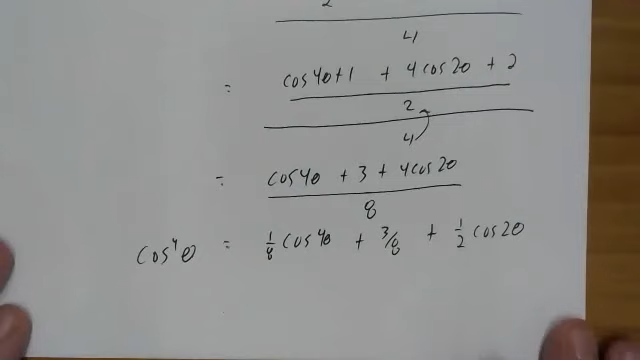 2
4
= cos4θ+1 + 4cos2θ + 2
2
4
= cos4θ + 3 + 4cos2θ
8
cos⁴θ = 1/8 cos4θ + 3/8 + 1/2 cos2θ